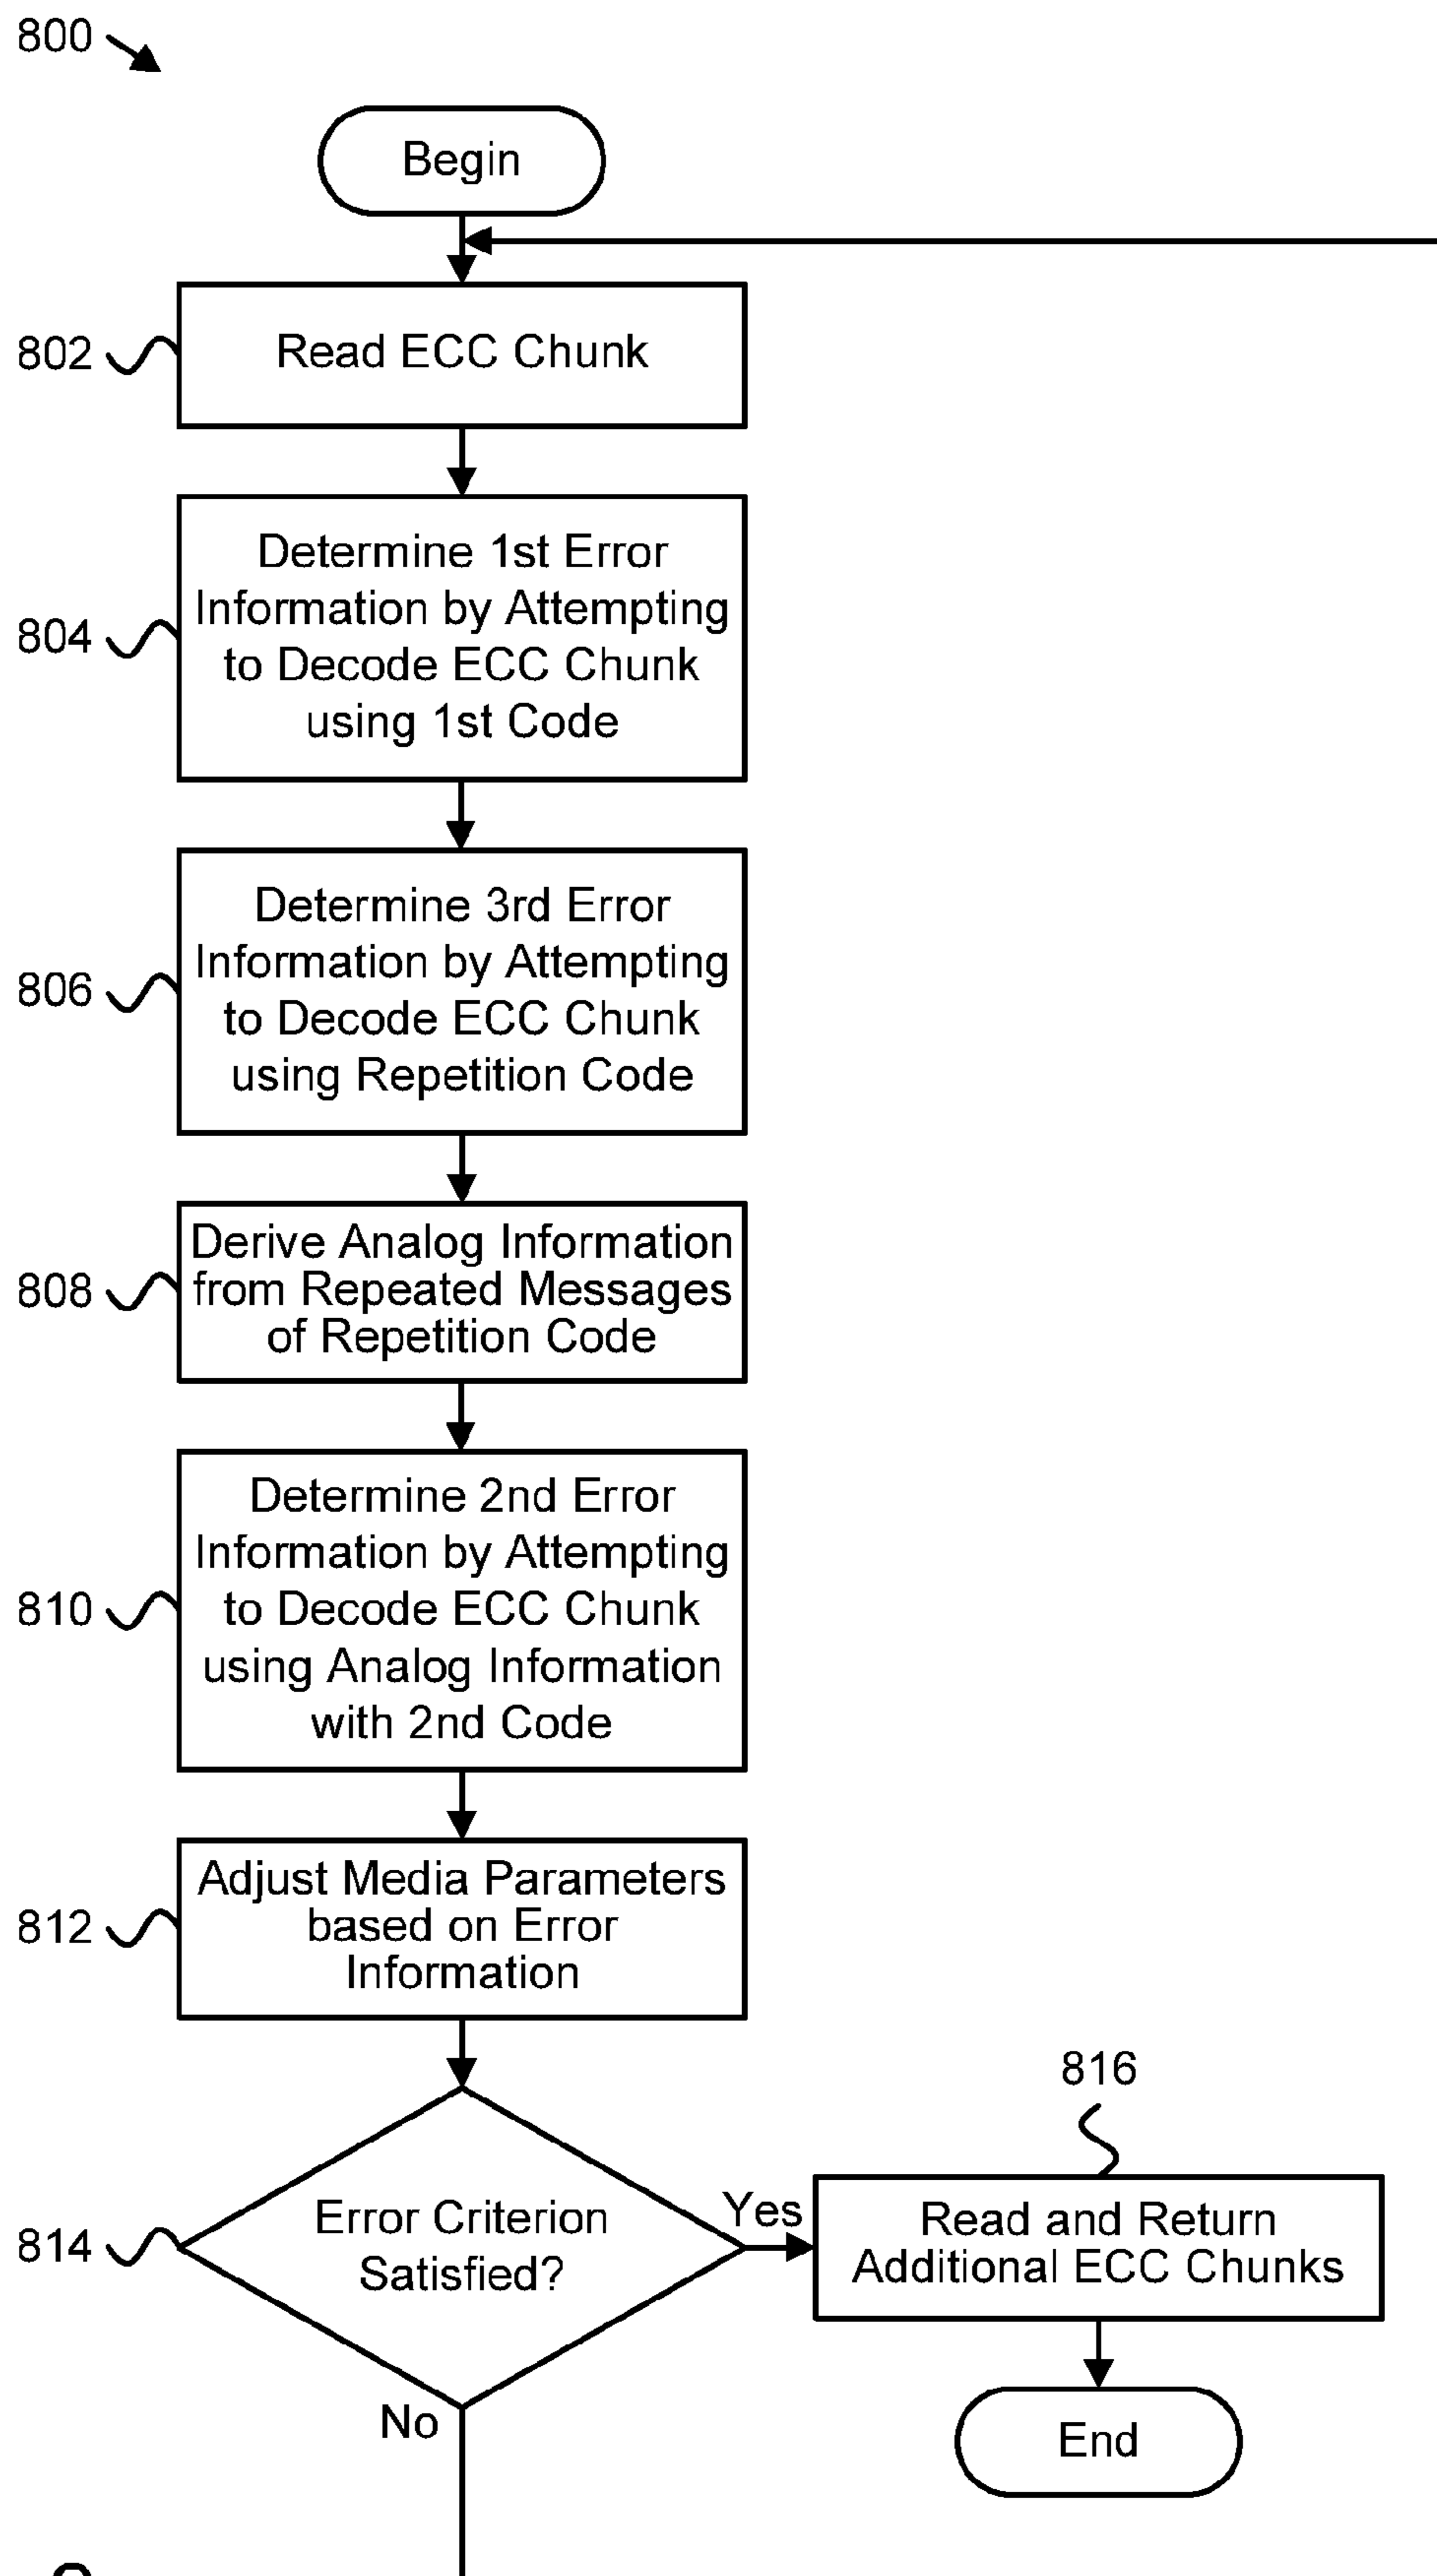 800
Begin
802
Read ECC Chunk
804
Determine 1st Error
Information by Attempting
to Decode ECC Chunk
using 1st Code
806
Determine 3rd Error
Information by Attempting
to Decode ECC Chunk
using Repetition Code
808
Derive Analog Information
from Repeated Messages
of Repetition Code
810
Determine 2nd Error
Information by Attempting
to Decode ECC Chunk
using Analog Information
with 2nd Code
812
Adjust Media Parameters
based on Error
Information
814
Error Criterion
Satisfied?
Yes
No
816
Read and Return
Additional ECC Chunks
End